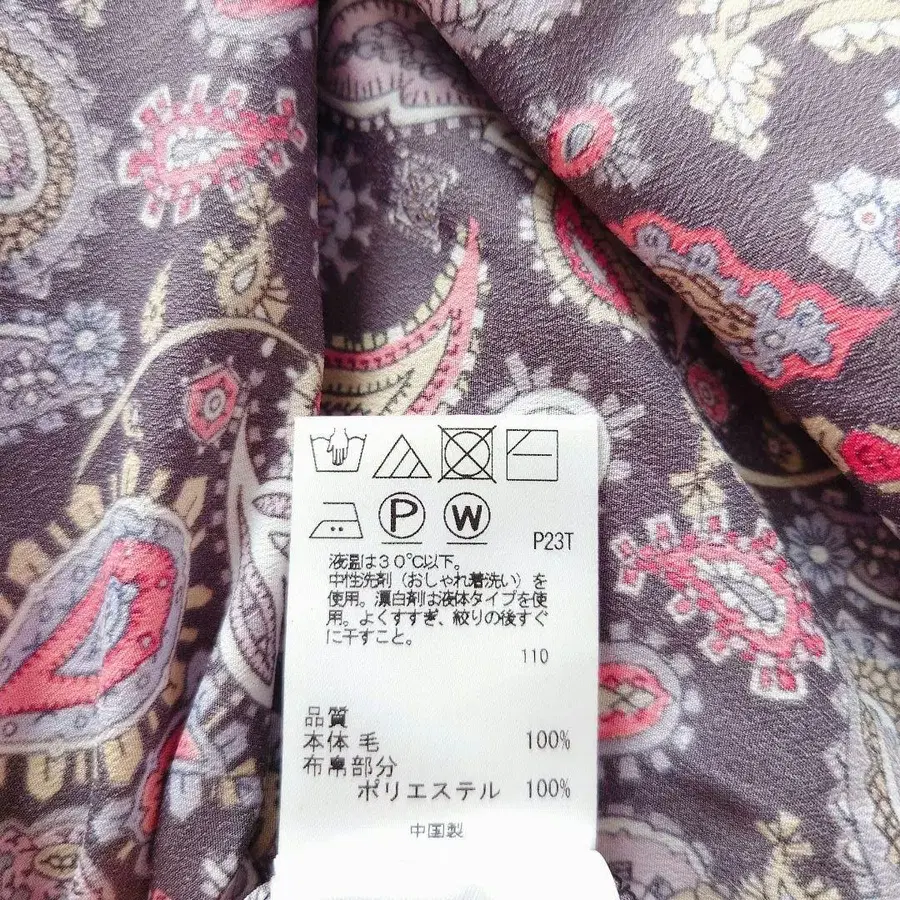 P
W
P23T
液温は30℃以下。
中性洗剤（おしゃれ着洗い）を
使用。漂白剤は液体タイプを使
用。よくすすぎ、絞りの後すぐ
に干すこと。
110
品質
本体 毛 100%
布帛部分
ポリエステル 100%
中国製